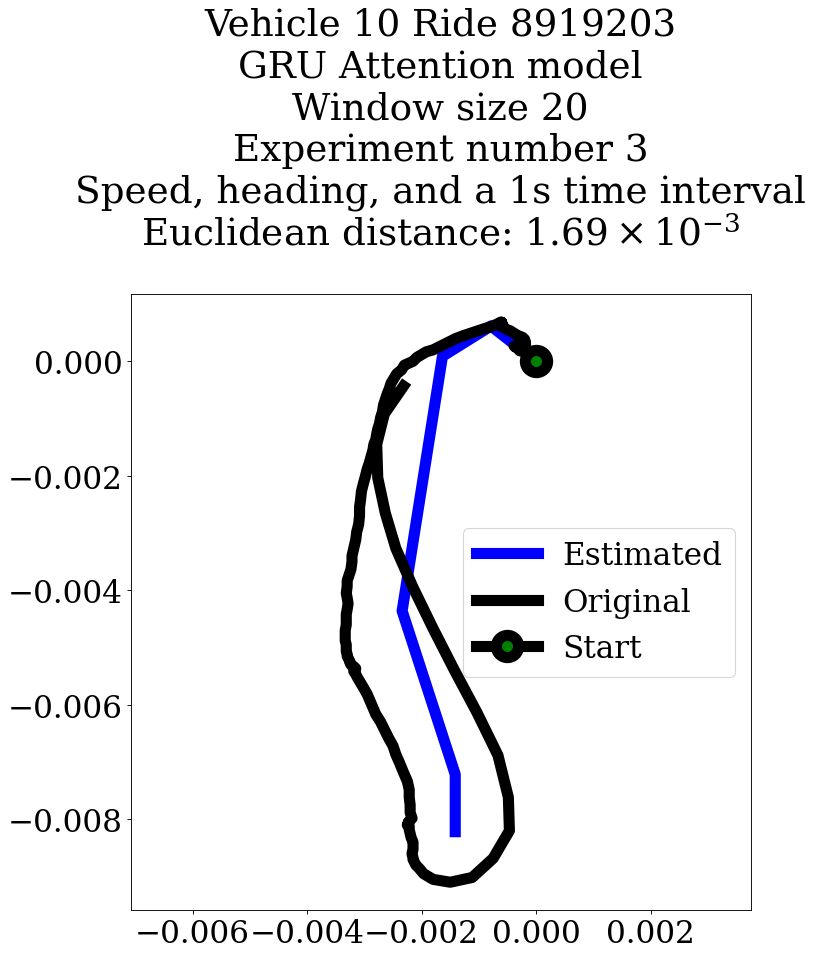 Vehicle 10 Ride 8919203
GRU Attention model
Window size 20
Experiment number 3
Speed, heading, and a 1s time interval
Euclidean distance: 1.69 × 10⁻³
0.000
−0.002
−0.004
−0.006
−0.008
Estimated
Original
Start
−0.006 −0.004 −0.002 0.000 0.002